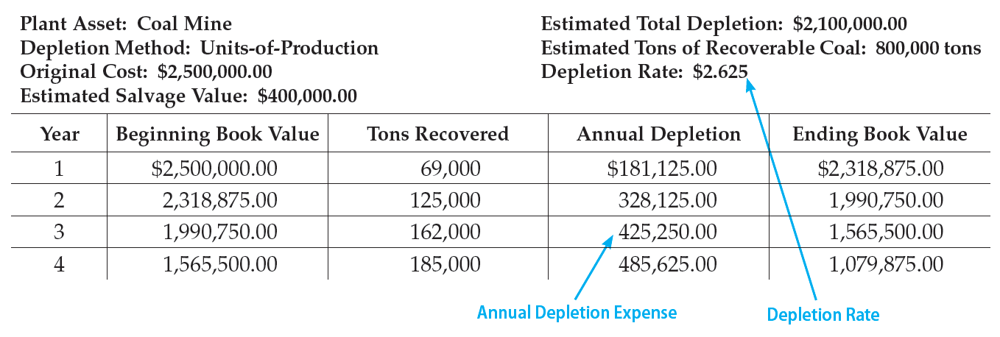 Plant Asset: Coal Mine
Depletion Method: Units-of-Production
Original Cost: $2,500,000.00
Estimated Salvage Value: $400,000.00
Estimated Total Depletion: $2,100,000.00
Estimated Tons of Recoverable Coal: 800,000 tons
Depletion Rate: $2.625
Year Beginning Book Value Tons Recovered Annual Depletion Ending Book Value
1 $2,500,000.00 69,000 $181,125.00 $2,318,875.00
2 2,318,875.00 125,000 328,125.00 1,990,750.00
3 1,990,750.00 162,000 425,250.00 1,565,500.00
4 1,565,500.00 185,000 485,625.00 1,079,875.00
Annual Depletion Expense
Depletion Rate